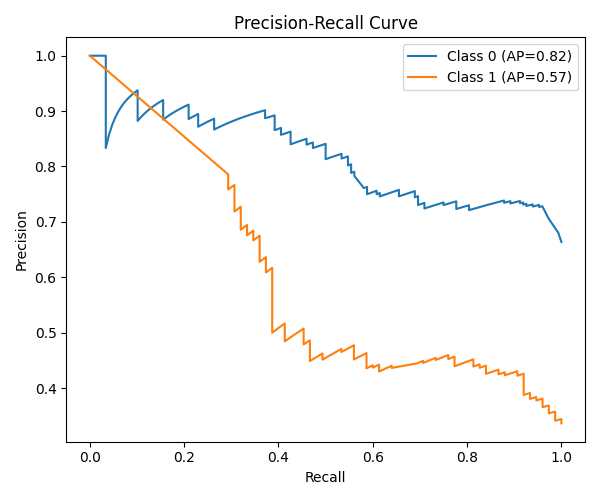 Precision-Recall Curve
Class 0 (AP=0.82)
Class 1 (AP=0.57)
Precision
1.0
0.9
0.8
0.7
0.6
0.5
0.4
0.0 0.2 0.4 0.6 0.8 1.0
Recall